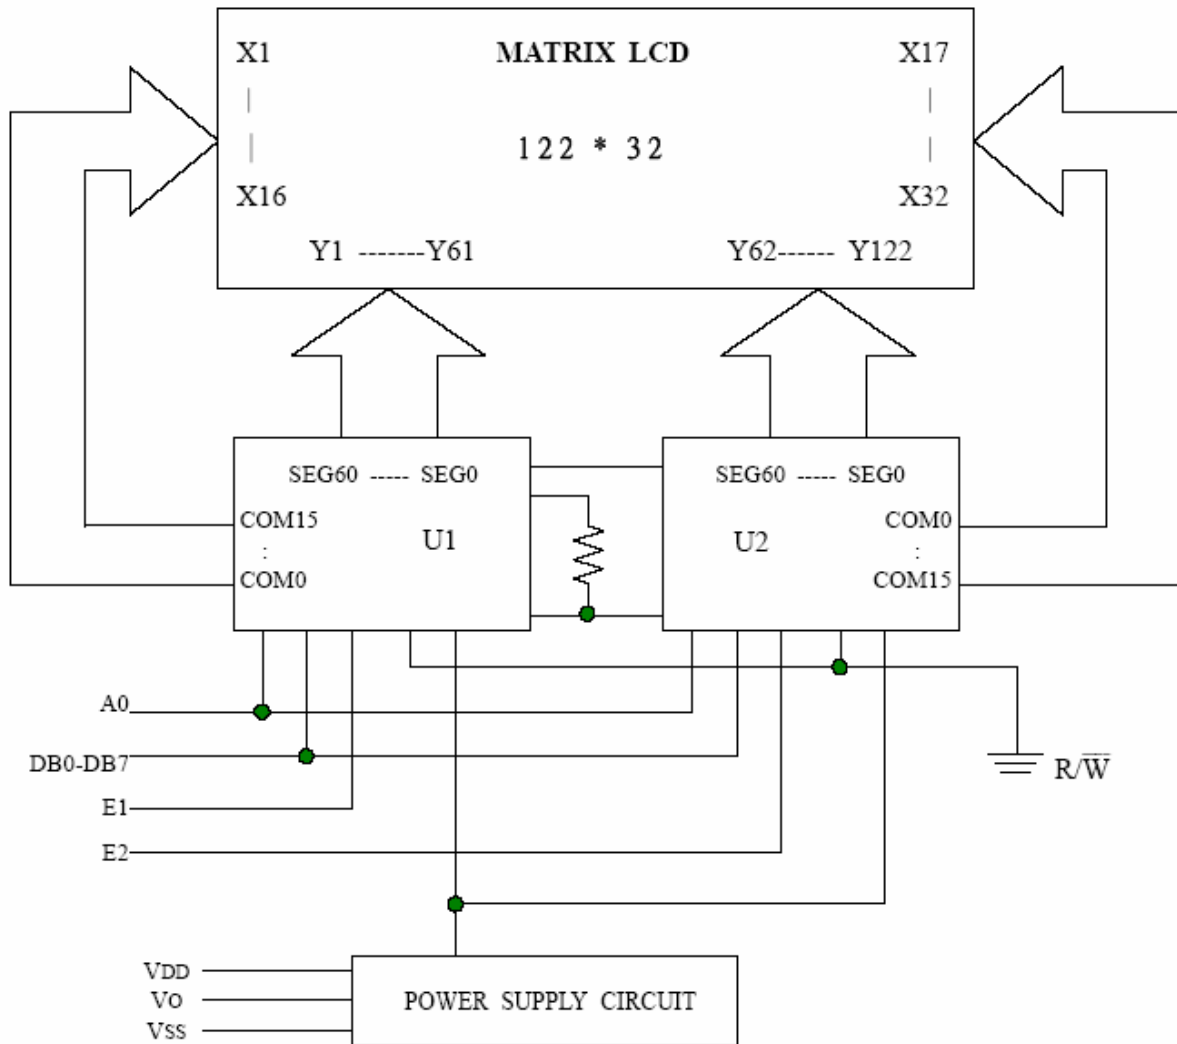 X1 MATRIX LCD X17
122 * 32
X16 X32
Y1 -------Y61 Y62------ Y122
SEG60 ----- SEG0 SEG60 ----- SEG0
COM15 U1 U2 COM0
: :
COM0 COM15
A0
DB0-DB7
R/W̅
E1
E2
VDD
VO
VSS
POWER SUPPLY CIRCUIT